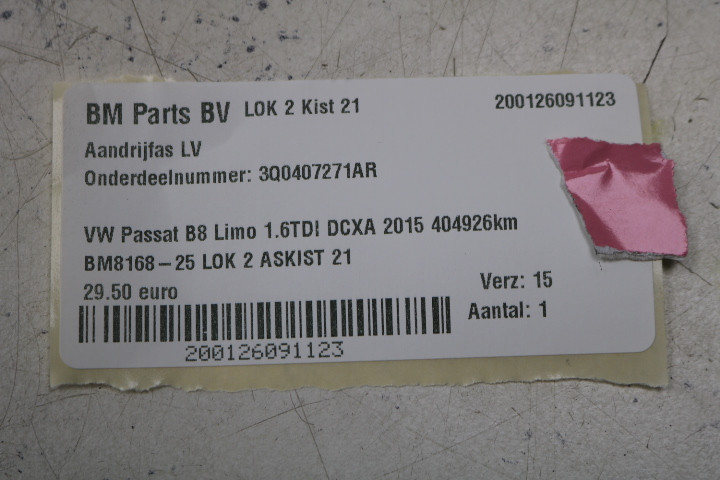 BM Parts BV LOK 2 Kist 21 200126091123
Aandrijfas LV
Onderdeelnummer: 3Q0407271AR
VW Passat B8 Limo 1.6TDI DCXA 2015 404926km
BM8168-25 LOK 2 ASKIST 21
29.50 euro Verz: 15
Aantal: 1
200126091123